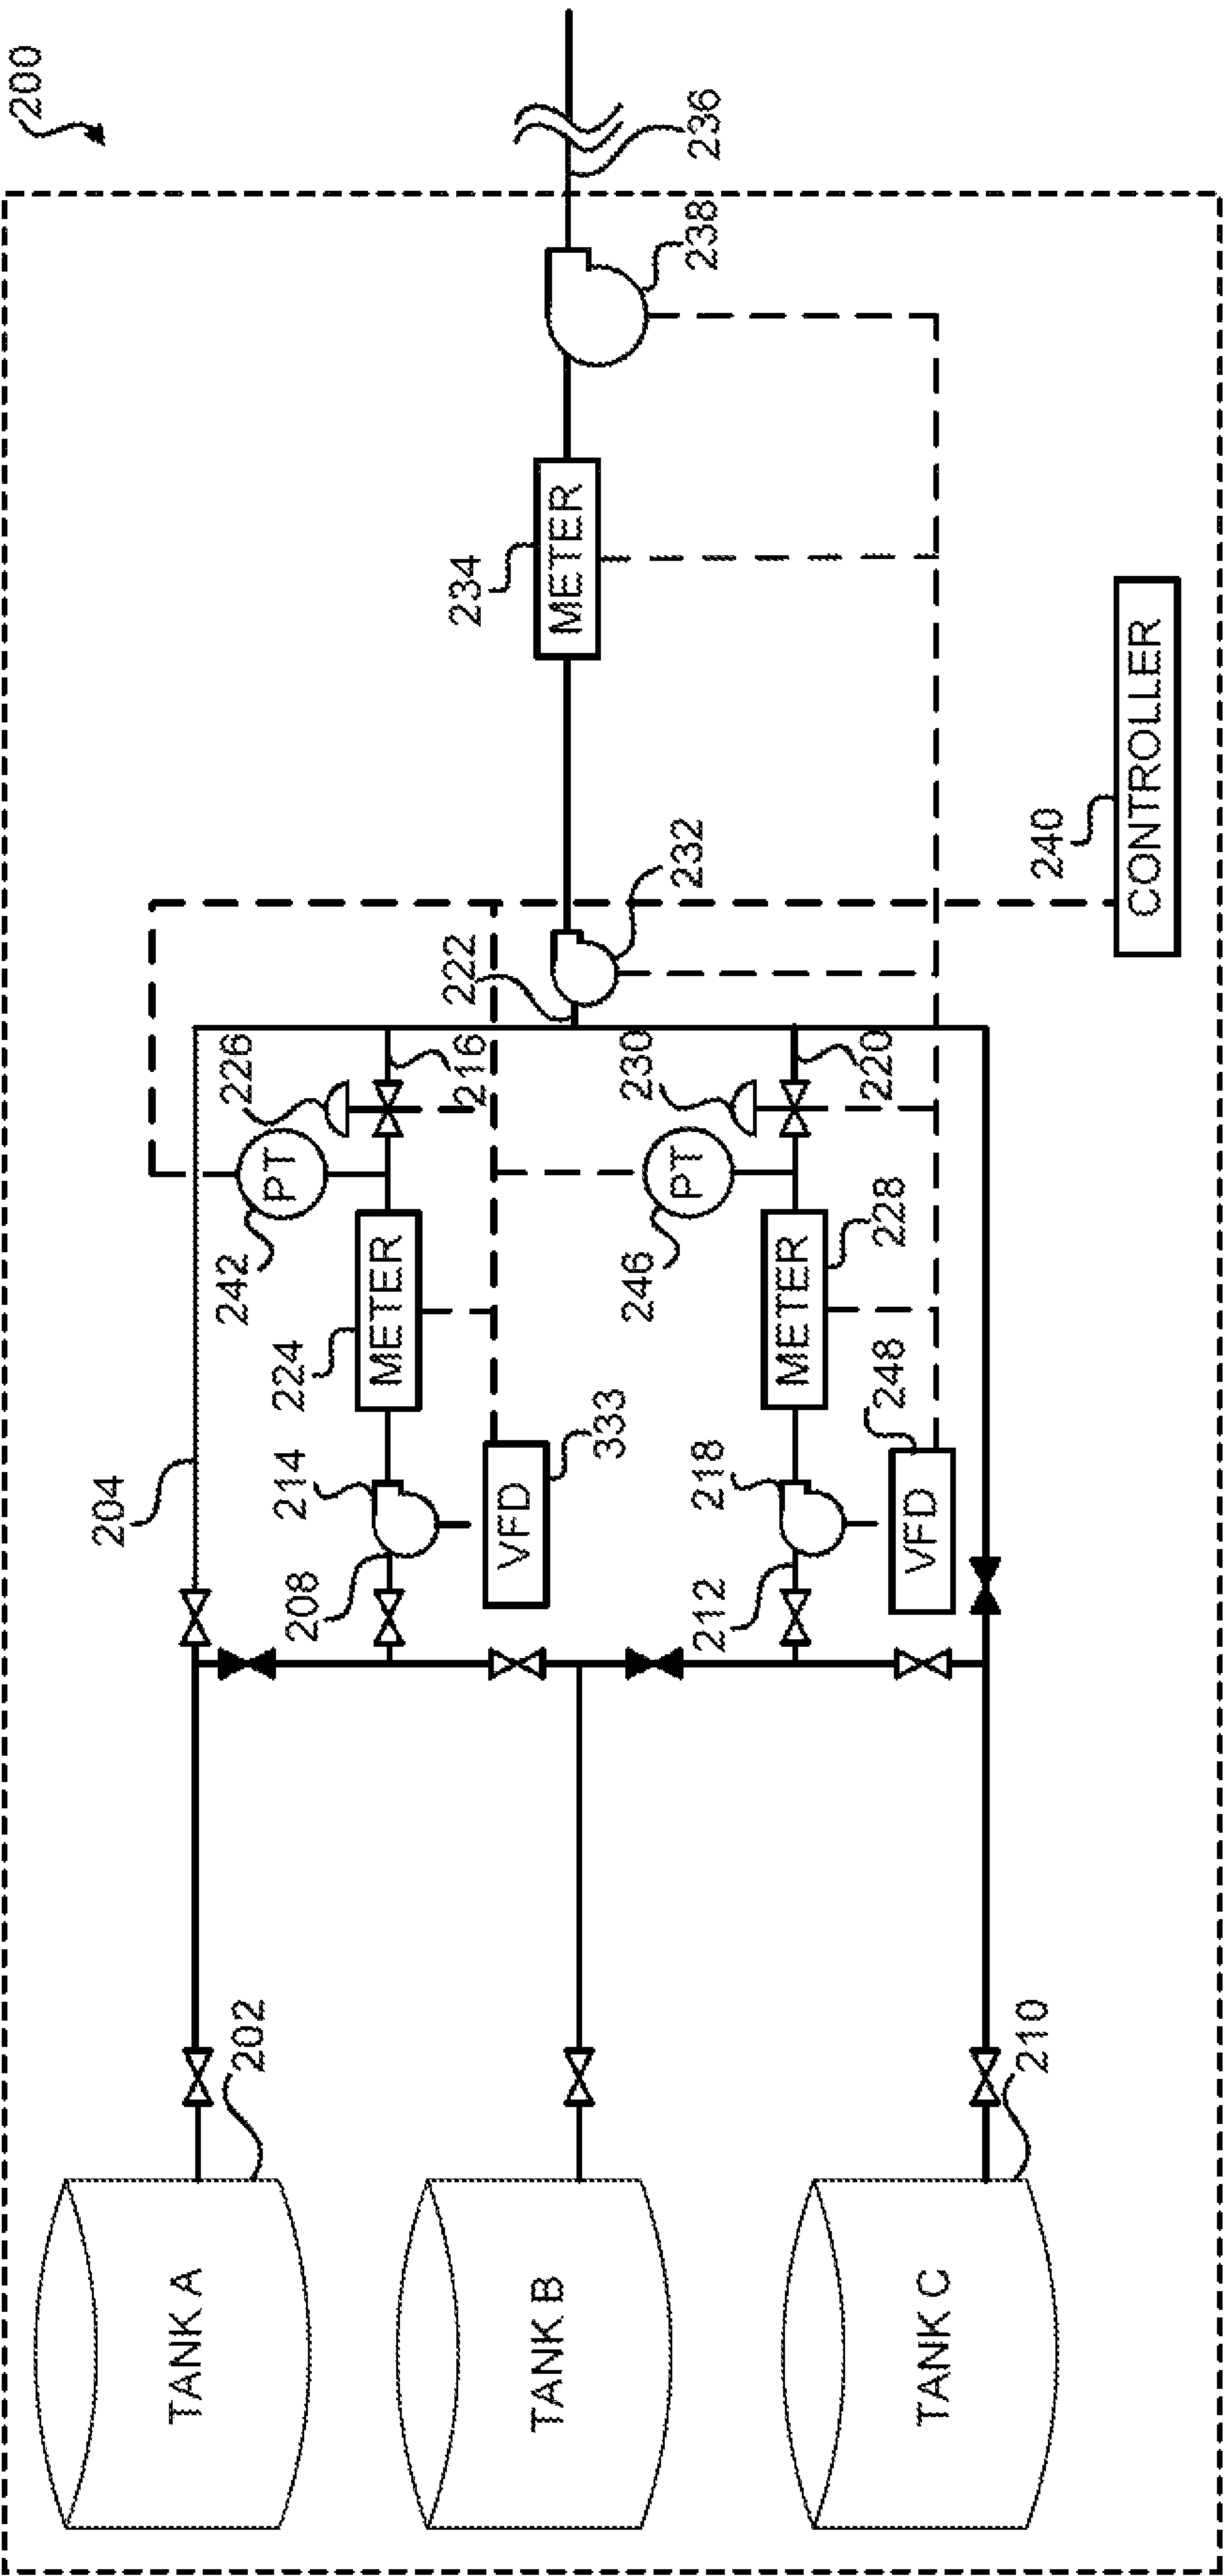 200
204
226
242
PT
216
224
METER
214
208
333
VFD
222
232
234
METER
238
236
230
246
PT
220
228
METER
218
212
248
VFD
240
CONTROLLER
202
TANK A
TANK B
210
TANK C